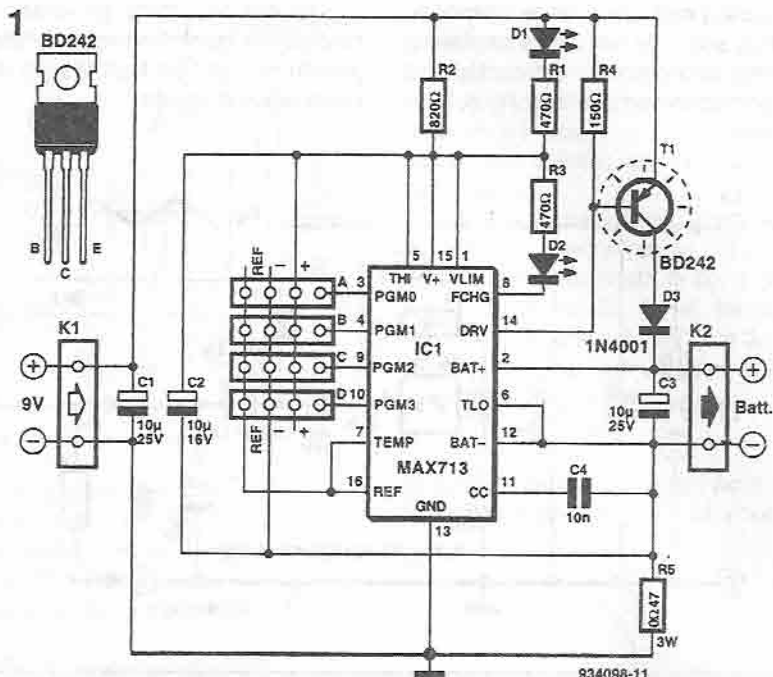 1
BD242
B
C
E
K1
9V
C1
10µ
25V
C2
10µ
16V
R2
820Ω
D1
R1
470Ω
R4
150Ω
R3
470Ω
D2
T1
BD242
D3
1N4001
REF
−
+
A
B
C
D
REF
−
+
5
15
1
THI
V+
VLIM
3
PGM0
4
PGM1
9
PGM2
10
PGM3
7
TEMP
16
REF
IC1
MAX713
GND
13
8
FCHG
14
DRV
2
BAT+
6
TLO
12
BAT−
11
CC
C4
10n
C3
10µ
25V
K2
Batt.
R5
0Ω47
3W
934098-11